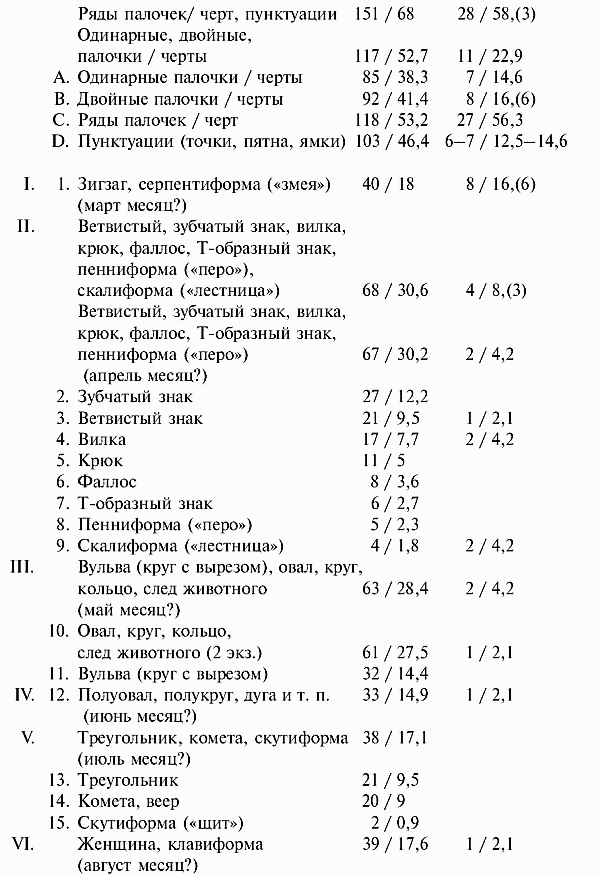 Ряды палочек/ черт, пунктуации 151 / 68 28 / 58,(3)
Одинарные, двойные,
палочки / черты 117 / 52,7 11 / 22,9
A. Одинарные палочки / черты 85 / 38,3 7 / 14,6
B. Двойные палочки / черты 92 / 41,4 8 / 16,(6)
C. Ряды палочек / черт 118 / 53,2 27 / 56,3
D. Пунктуации (точки, пятна, ямки) 103 / 46,4 6—7 / 12,5—14,6
I. 1. Зигзаг, серпентиформа («змея») 40 / 18 8 / 16,(6)
(март месяц?)
II. Ветвистый, зубчатый знак, вилка,
крюк, фаллос, Т-образный знак,
пенниформа («перо»),
скалиформа («лестница») 68 / 30,6 4 / 8,(3)
Ветвистый, зубчатый знак, вилка,
крюк, фаллос, Т-образный знак,
пенниформа («перо») 67 / 30,2 2 / 4,2
(апрель месяц?)
2. Зубчатый знак 27 / 12,2
3. Ветвистый знак 21 / 9,5 1 / 2,1
4. Вилка 17 / 7,7 2 / 4,2
5. Крюк 11 / 5
6. Фаллос 8 / 3,6
7. Т-образный знак 6 / 2,7
8. Пенниформа («перо») 5 / 2,3
9. Скалиформа («лестница») 4 / 1,8 2 / 4,2
III. Вульва (круг с вырезом), овал, круг,
кольцо, след животного 63 / 28,4 2 / 4,2
(май месяц?)
10. Овал, круг, кольцо,
след животного (2 экз.) 61 / 27,5 1 / 2,1
11. Вульва (круг с вырезом) 32 / 14,4
IV. 12. Полуовал, полукруг, дуга и т. п. 33 / 14,9 1 / 2,1
(июнь месяц?)
V. Треугольник, комета, скутиформа 38 / 17,1
(июль месяц?)
13. Треугольник 21 / 9,5
14. Комета, веер 20 / 9
15. Скутиформа («щит») 2 / 0,9
VI. Женщина, клавиформа 39 / 17,6 1 / 2,1
(август месяц?)